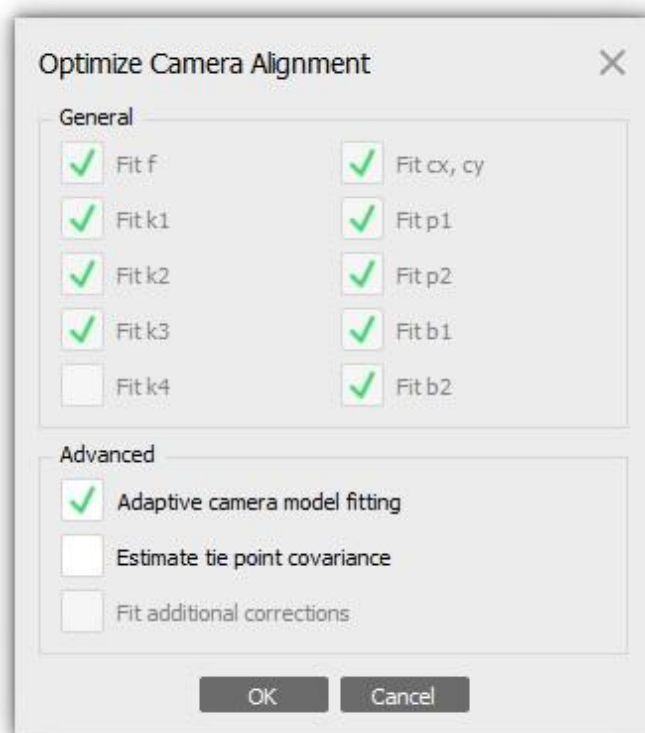 Optimize Camera Alignment
General
Fit f
Fit cx, cy
Fit k1
Fit p1
Fit k2
Fit p2
Fit k3
Fit b1
Fit k4
Fit b2
Advanced
Adaptive camera model fitting
Estimate tie point covariance
Fit additional corrections
OK
Cancel